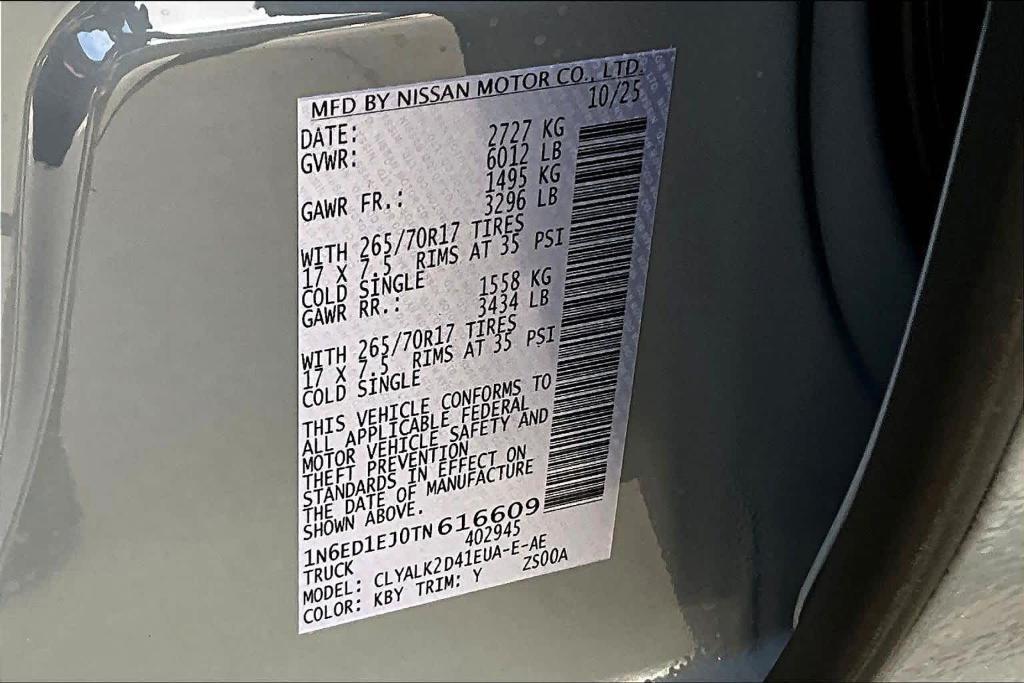 MFD BY NISSAN MOTOR CO., LTD.
10/25
DATE: 2727 KG
GVWR: 6012 LB
1495 KG
GAWR FR.: 3296 LB
WITH 265/70R17 TIRES
17 X 7.5 RIMS AT 35 PSI
COLD SINGLE 1558 KG
GAWR RR.: 3434 LB
WITH 265/70R17 TIRES
17 X 7.5 RIMS AT 35 PSI
COLD SINGLE
THIS VEHICLE CONFORMS TO
ALL APPLICABLE FEDERAL
MOTOR VEHICLE SAFETY AND
THEFT PREVENTION
STANDARDS IN EFFECT ON
THE DATE OF MANUFACTURE
SHOWN ABOVE.
1N6ED1EJ0TN616609
TRUCK 402945
MODEL: CLYALK2D41EUA-E-AE
COLOR: KBY TRIM: Y ZS00A